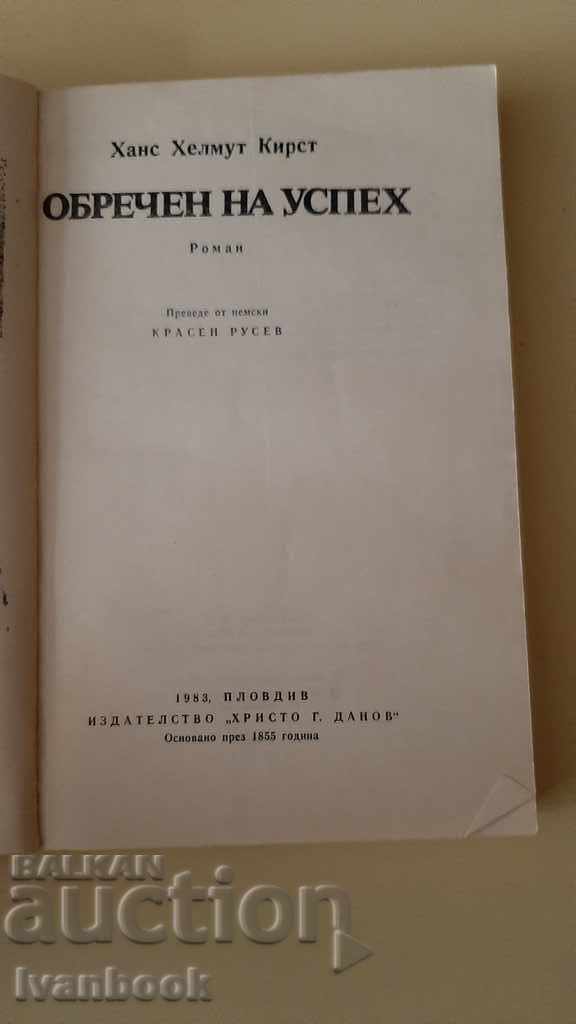 Ханс Хелмут Кирст
ОБРЕЧЕН НА УСПЕХ
Роман
Преведе от немски
КРАСЕН РУСЕВ
1983, ПЛОВДИВ
ИЗДАТЕЛСТВО „ХРИСТО Г. ДАНОВ"
Основано през 1855 година
BALKAN
auction
Ivanbook